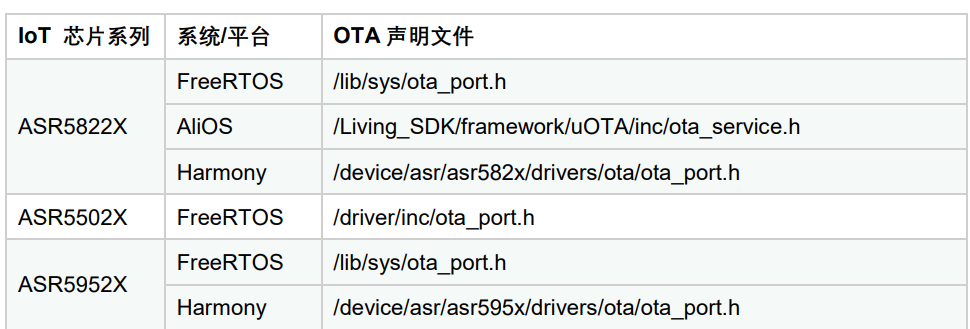 IoT 芯片系列 系统/平台 OTA 声明文件
ASR5822X FreeRTOS /lib/sys/ota_port.h
AliOS /Living_SDK/framework/uOTA/inc/ota_service.h
Harmony /device/asr/asr582x/drivers/ota/ota_port.h
ASR5502X FreeRTOS /driver/inc/ota_port.h
ASR5952X FreeRTOS /lib/sys/ota_port.h
Harmony /device/asr/asr595x/drivers/ota/ota_port.h